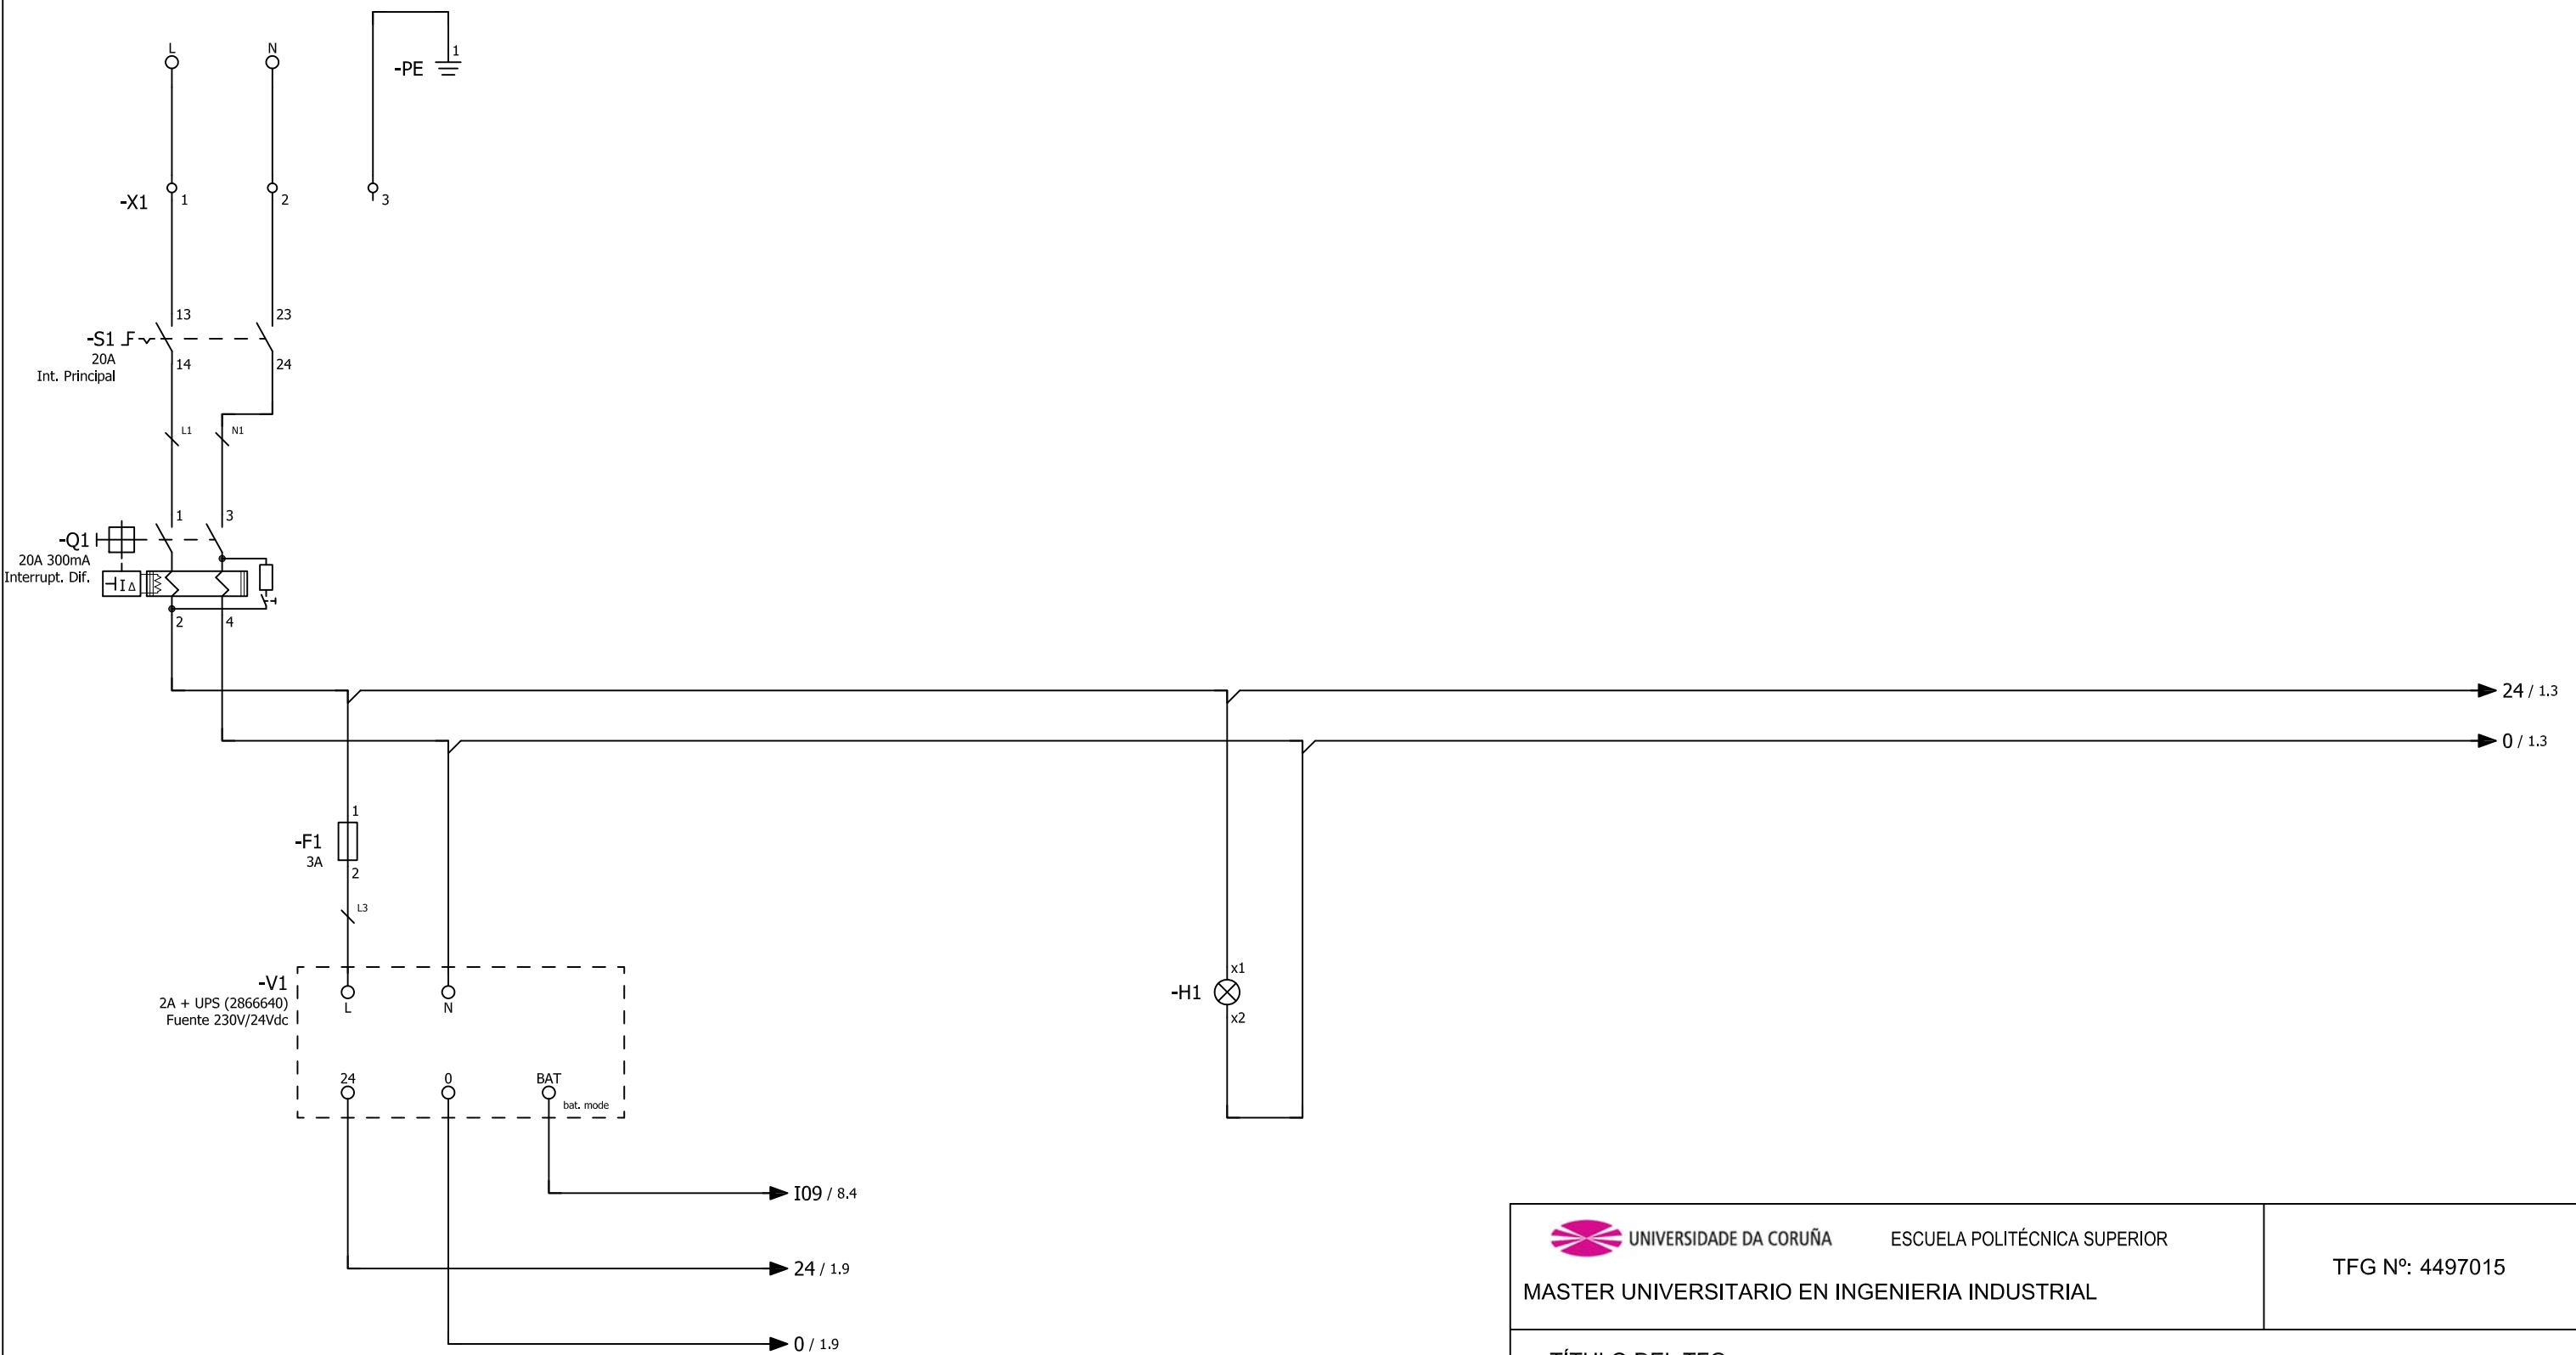 L
N
1
-PE
-X1
1
2
3
13
23
-S1
20A
Int. Principal
14
24
L1
N1
1
3
-Q1
20A 300mA
Interrupt. Dif.
I Δ
2
4
24 / 1.3
0 / 1.3
1
-F1
3A
2
L3
-V1
2A + UPS (2866640)
Fuente 230V/24Vdc
L
N
24
0
BAT
bat. mode
x1
-H1
x2
I09 / 8.4
24 / 1.9
0 / 1.9
UNIVERSIDADE DA CORUÑA
ESCUELA POLITÉCNICA SUPERIOR
MASTER UNIVERSITARIO EN INGENIERIA INDUSTRIAL
TFG Nº: 4497015
TÍTULO DEL TFG